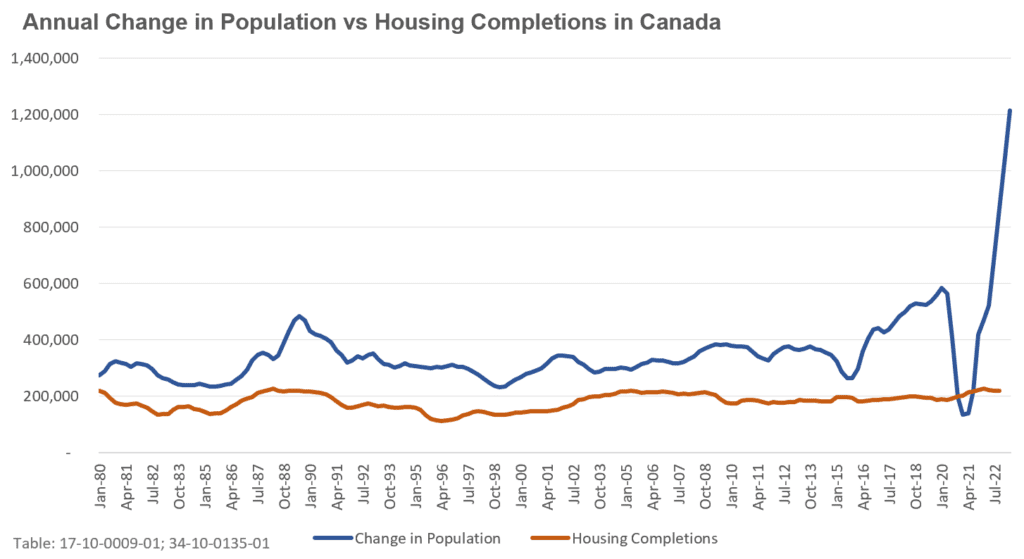 Annual Change in Population vs Housing Completions in Canada
1,400,000
1,200,000
1,000,000
800,000
600,000
400,000
200,000
-
Jan-80
Apr-81
Jul-82
Oct-83
Jan-85
Apr-86
Jul-87
Oct-88
Jan-90
Apr-91
Jul-92
Oct-93
Jan-95
Apr-96
Jul-97
Oct-98
Jan-00
Apr-01
Jul-02
Oct-03
Jan-05
Apr-06
Jul-07
Oct-08
Jan-10
Apr-11
Jul-12
Oct-13
Jan-15
Apr-16
Jul-17
Oct-18
Jan-20
Apr-21
Jul-22
Change in Population
Housing Completions
Table: 17-10-0009-01; 34-10-0135-01